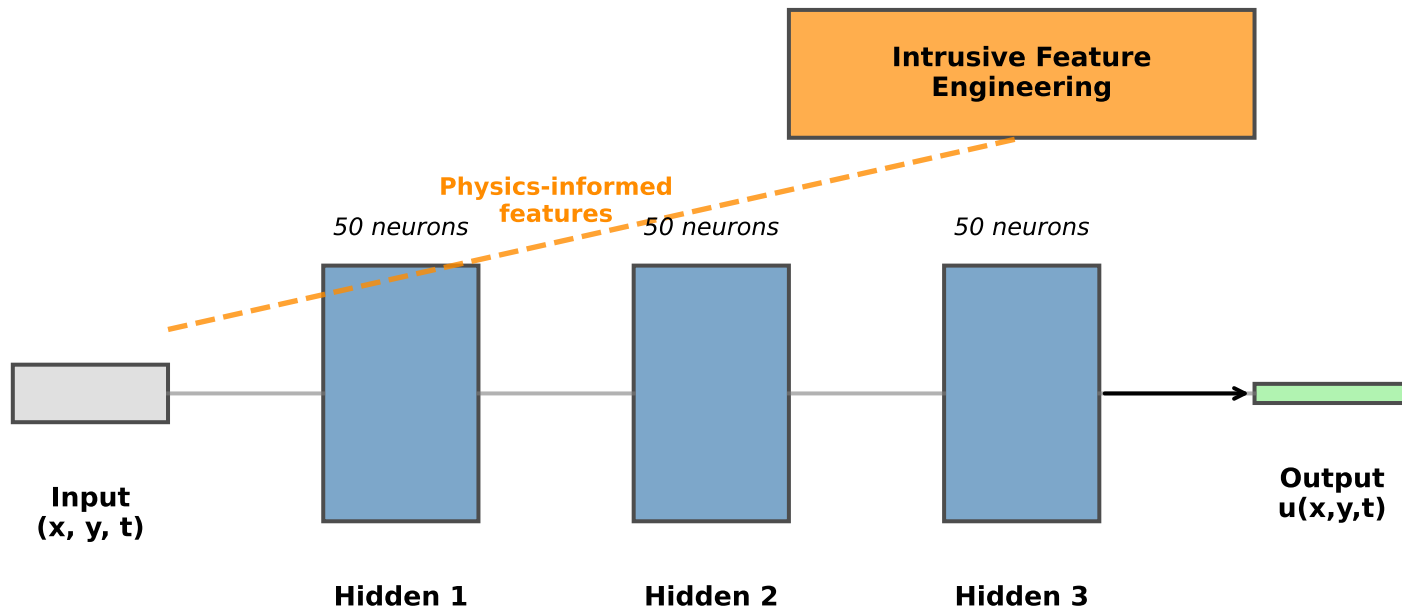 Intrusive Feature
Engineering
Physics-informed
features
50 neurons
50 neurons
50 neurons
Input
(x, y, t)
Output
u(x,y,t)
Hidden 1
Hidden 2
Hidden 3